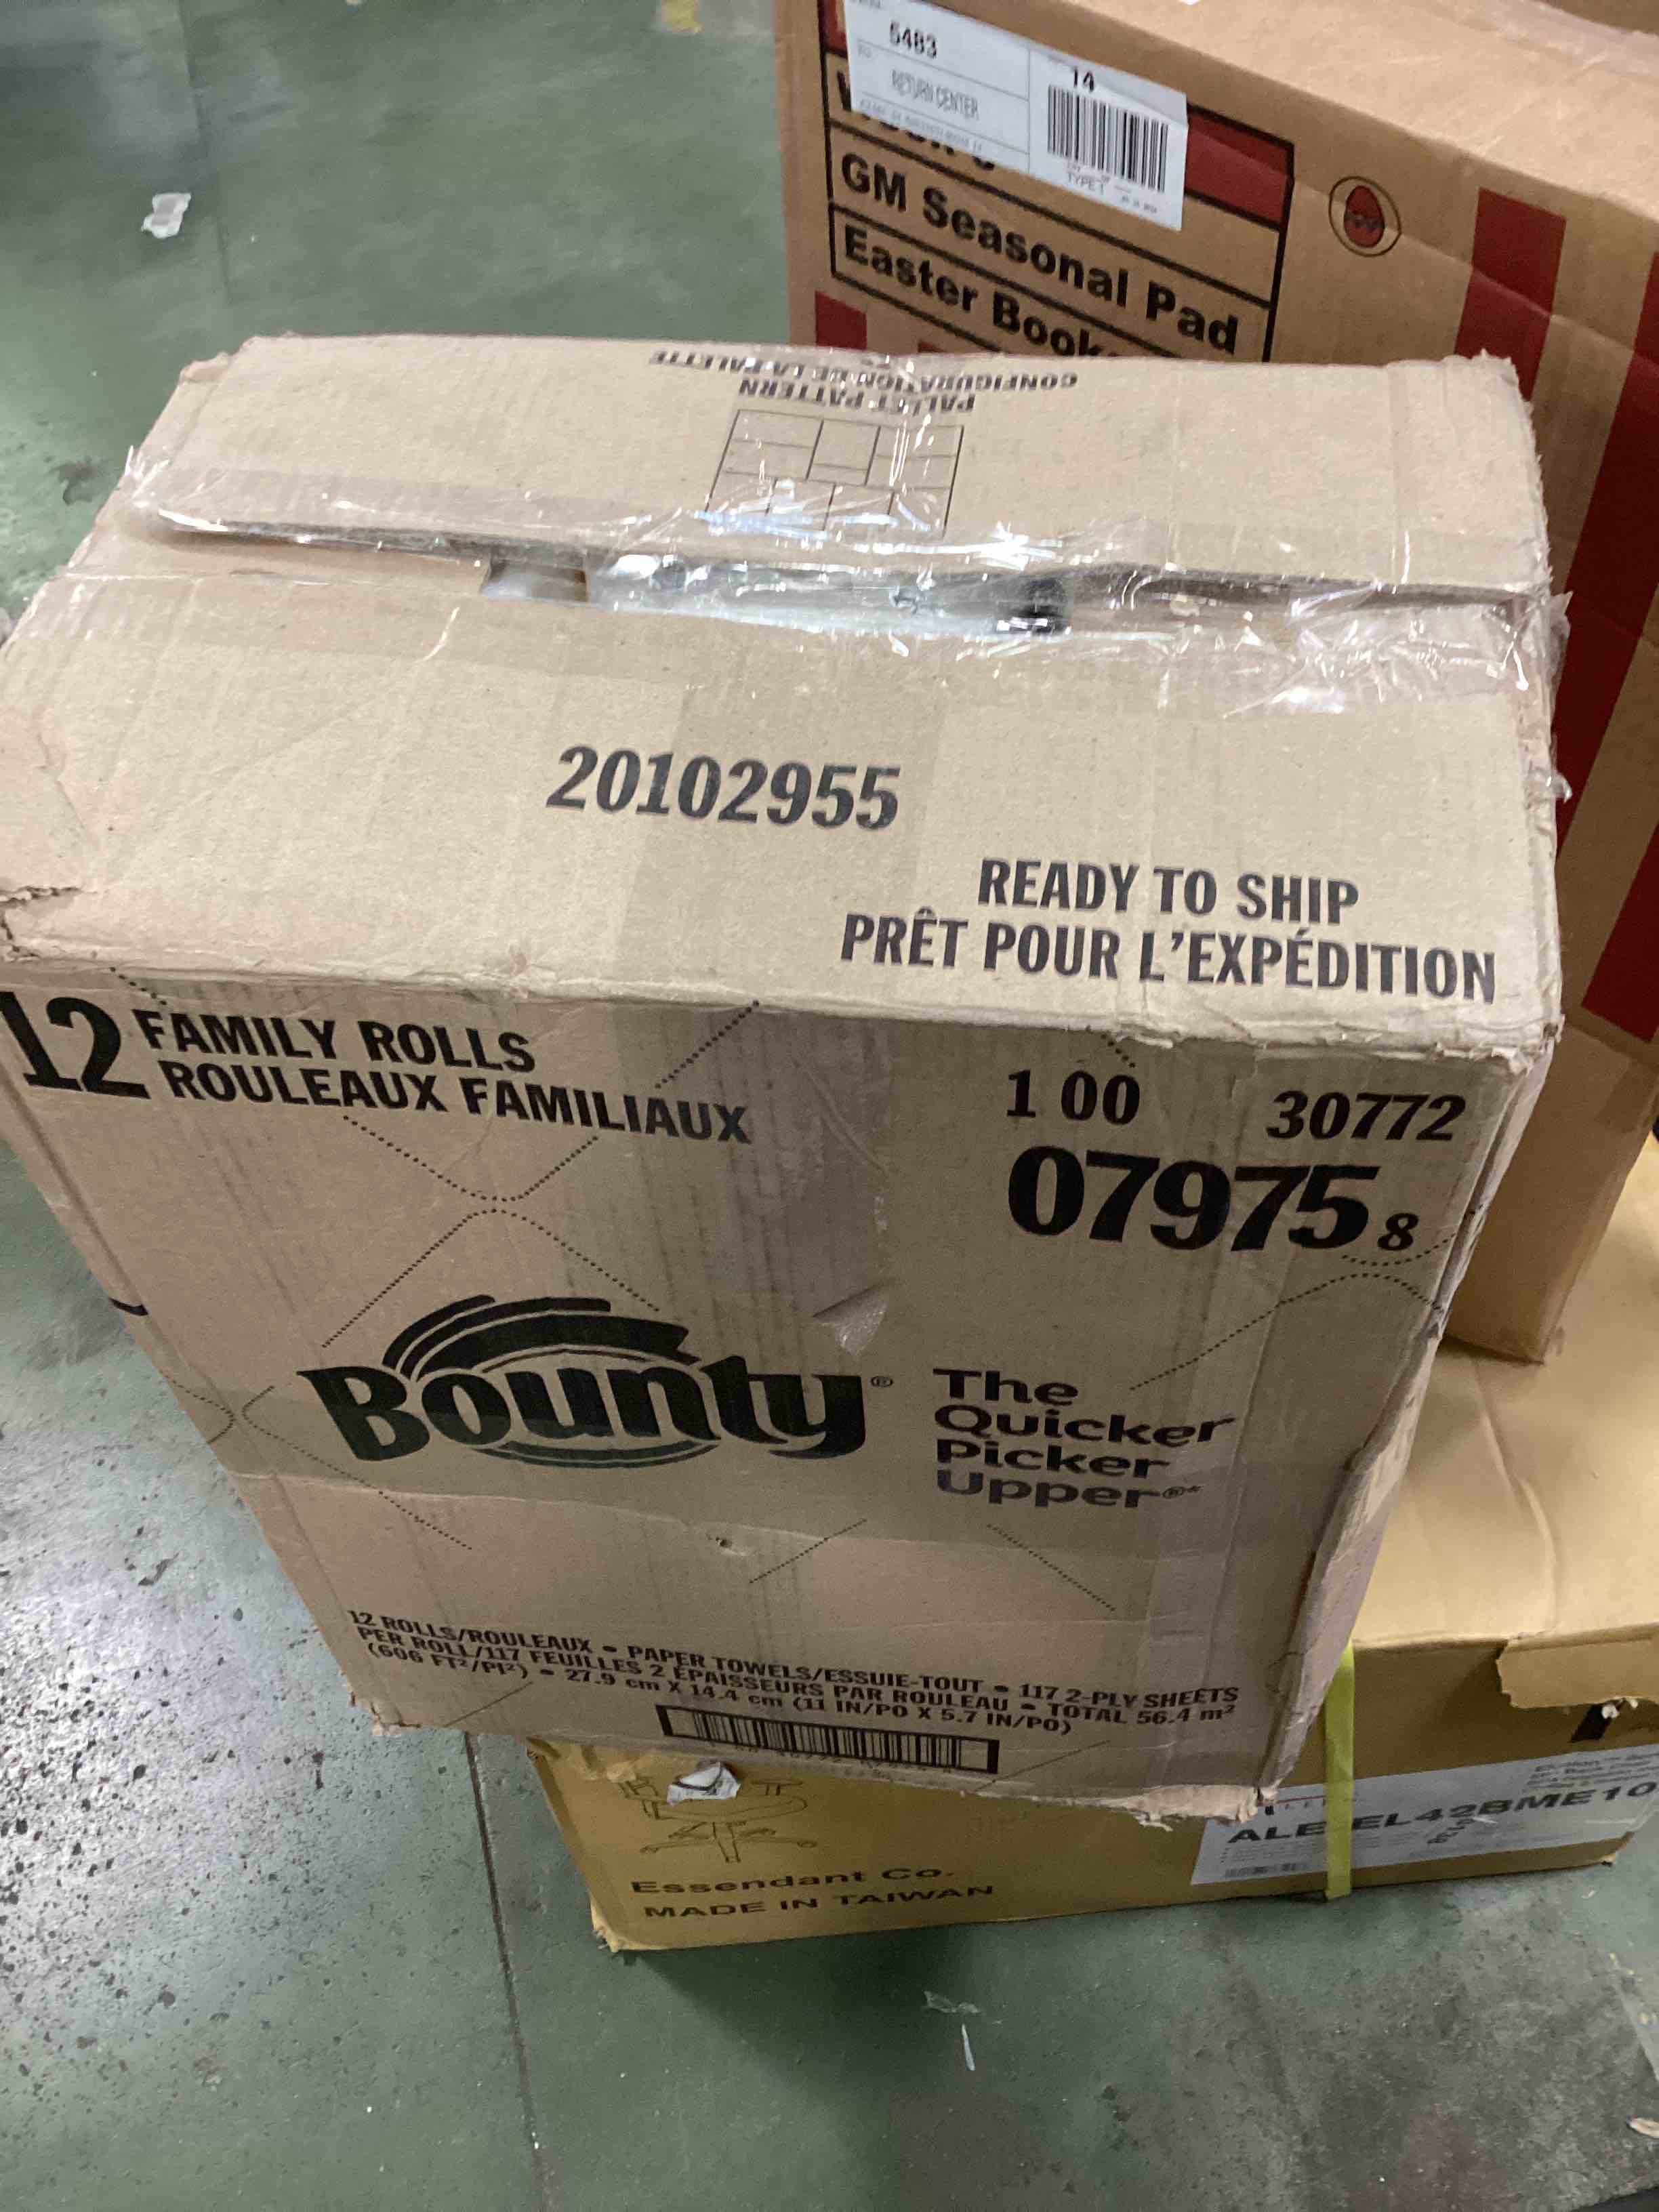 5483
14
RETURN CENTER
TYPE 1
GM Seasonal Pad
Easter Book
CONFIGURATION DE LA PALETTE
PALLET PATTERN
20102955
READY TO SHIP
PRÊT POUR L'EXPÉDITION
12 FAMILY ROLLS
ROULEAUX FAMILIAUX
1 00 30772
07975 8
Bounty®
The
Quicker
Picker
Upper®*
12 ROLLS/ROULEAUX - PAPER TOWELS/ESSUIE-TOUT - 117 2-PLY SHEETS
PER ROLL/117 FEUILLES 2 ÉPAISSEURS PAR ROULEAU - TOTAL 56.4 m²
(606 FT²/PI²) - 27.9 cm X 14.4 cm (11 IN/PO X 5.7 IN/PO)
Essendant Co.
MADE IN TAIWAN
ALE EL42BME10